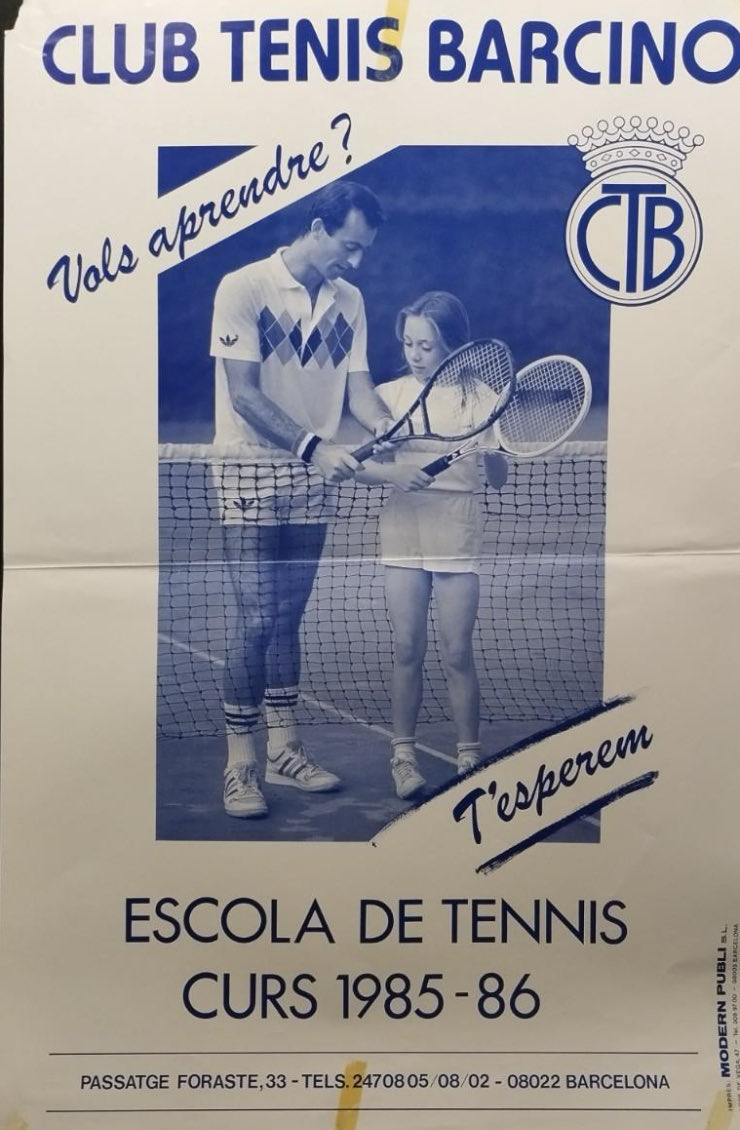 CLUB TENIS BARCINO
Vols aprendre?
CTB
T'esperem
ESCOLA DE TENNIS
CURS 1985-86
PASSATGE FORASTE, 33 - TELS. 247 08 05/08/02 - 08022 BARCELONA
IMPRES: MODERN PUBLI S.L.